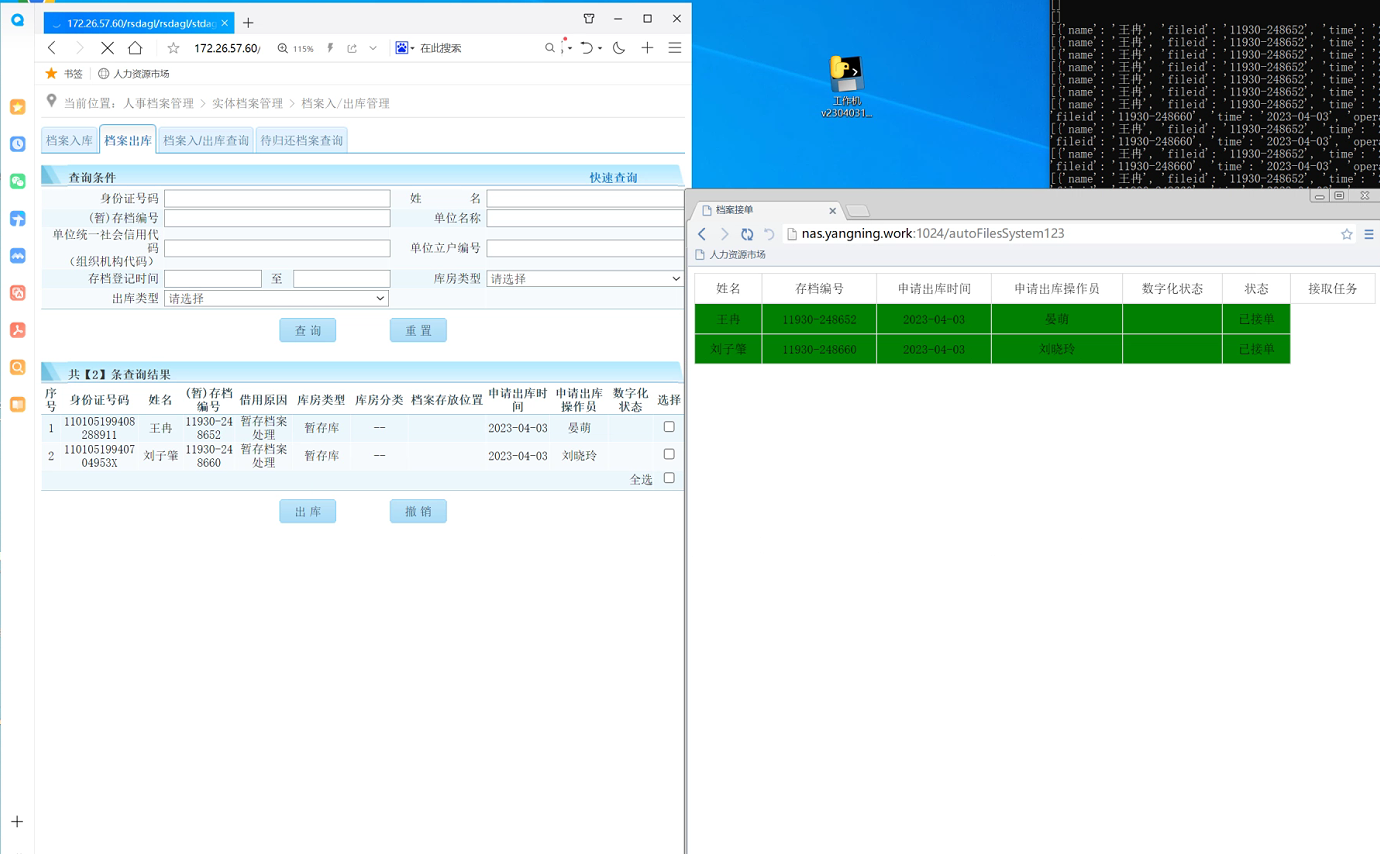 172.26.57.60/rsdagl/rsdagl/stdag
172.26.57.60/
115%
在此搜索
书签
人力资源市场
当前位置: 人事档案管理 > 实体档案管理 > 档案入/出库管理
档案入库
档案出库
档案入/出库查询
待归还档案查询
查询条件
快速查询
身份证号码
姓 名
(暂)存档编号
单位名称
单位统一社会信用代
码
(组织机构代码)
单位立户编号
存档登记时间
至
库房类型
请选择
出库类型
请选择
查 询
重 置
共【2】条查询结果
序号 身份证号码 姓名 (暂)存档编号 借用原因 库房类型 库房分类 档案存放位置 申请出库时间 申请出库操作员 数字化状态 选择
1 110105199408288911 王冉 11930-248652 暂存档案处理 暂存库 -- 2023-04-03 晏萌
2 11010519940704953X 刘子肇 11930-248660 暂存档案处理 暂存库 -- 2023-04-03 刘晓玲
全选
出 库
撤 销
工作机
v2304031...
[]
[]
[{'name': '王冉', 'fileid': '11930-248652', 'time': '
[{'name': '王冉', 'fileid': '11930-248652', 'time': '
[{'name': '王冉', 'fileid': '11930-248652', 'time': '
[{'name': '王冉', 'fileid': '11930-248652', 'time': '
[{'name': '王冉', 'fileid': '11930-248652', 'time': '
[{'name': '王冉', 'fileid': '11930-248652', 'time': '
[{'name': '王冉', 'fileid': '11930-248652', 'time': '
'fileid': '11930-248660', 'time': '2023-04-03', 'opera
[{'name': '王冉', 'fileid': '11930-248652', 'time': '
'fileid': '11930-248660', 'time': '2023-04-03', 'opera
[{'name': '王冉', 'fileid': '11930-248652', 'time': '
'fileid': '11930-248660', 'time': '2023-04-03', 'opera
[{'name': '王冉', 'fileid': '11930-248652', 'time': '
档案接单
nas.yangning.work:1024/autoFilesSystem123
人力资源市场
姓名 存档编号 申请出库时间 申请出库操作员 数字化状态 状态 接取任务
王冉 11930-248652 2023-04-03 晏萌 已接单
刘子肇 11930-248660 2023-04-03 刘晓玲 已接单